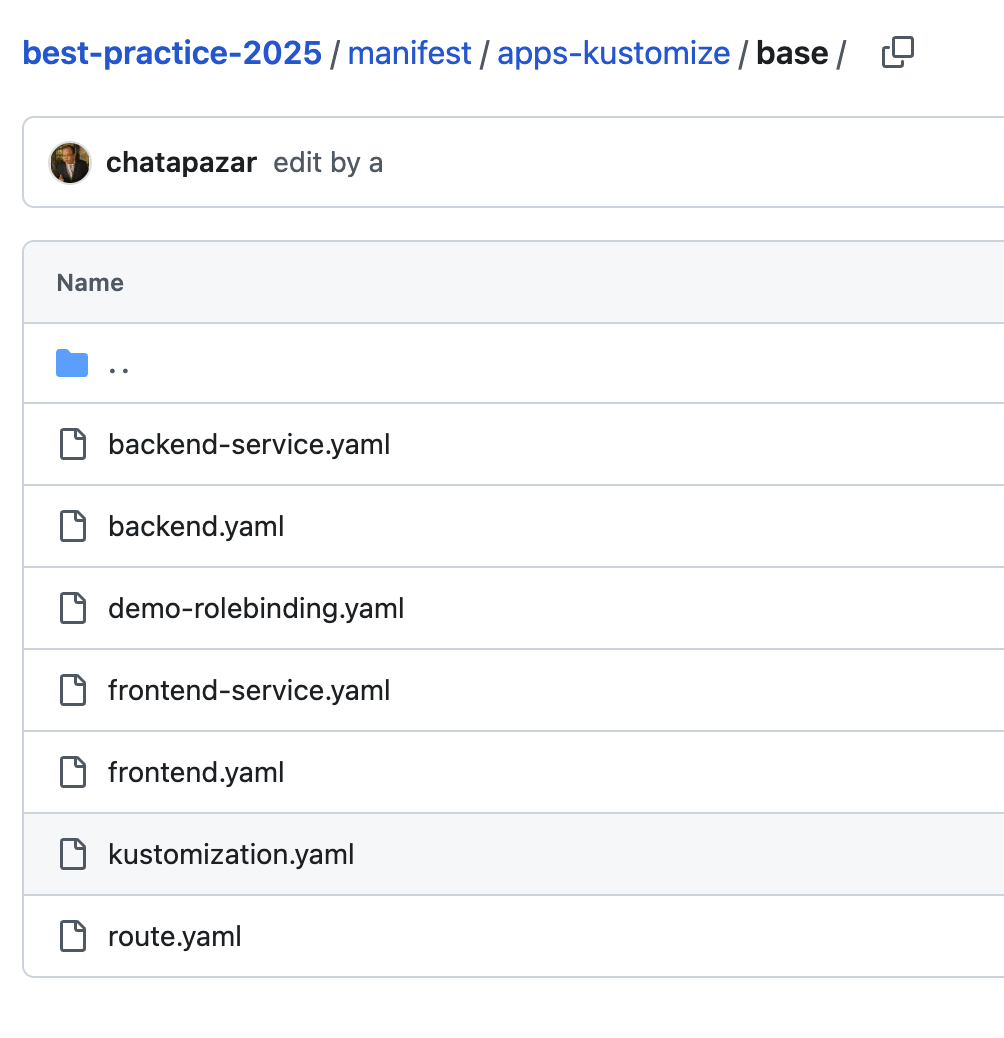 best-practice-2025 / manifest / apps-kustomize / base /
chatapazar edit by a
Name
..
backend-service.yaml
backend.yaml
demo-rolebinding.yaml
frontend-service.yaml
frontend.yaml
kustomization.yaml
route.yaml